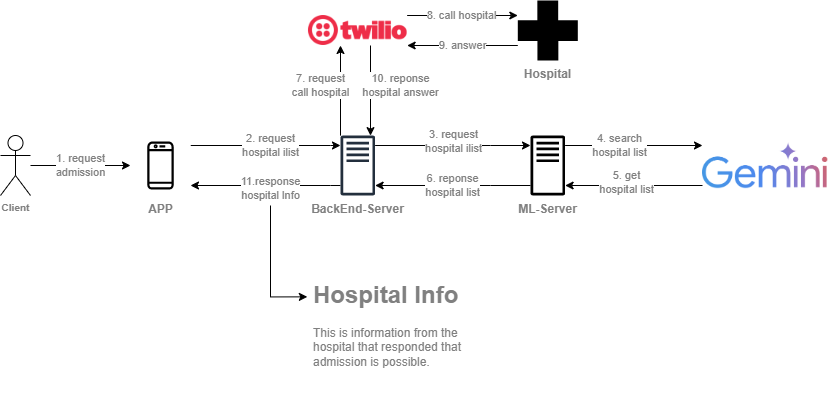 twilio
8. call hospital
9. answer
Hospital
7. request
call hospital
10. reponse
hospital answer
1. request
admission
2. request
hospital ilist
3. request
hospital ilist
4. search
hospital list
Gemini
5. get
hospital list
6. reponse
hospital list
11.response
hospital Info
Client
APP
BackEnd-Server
ML-Server
Hospital Info
This is information from the
hospital that responded that
admission is possible.